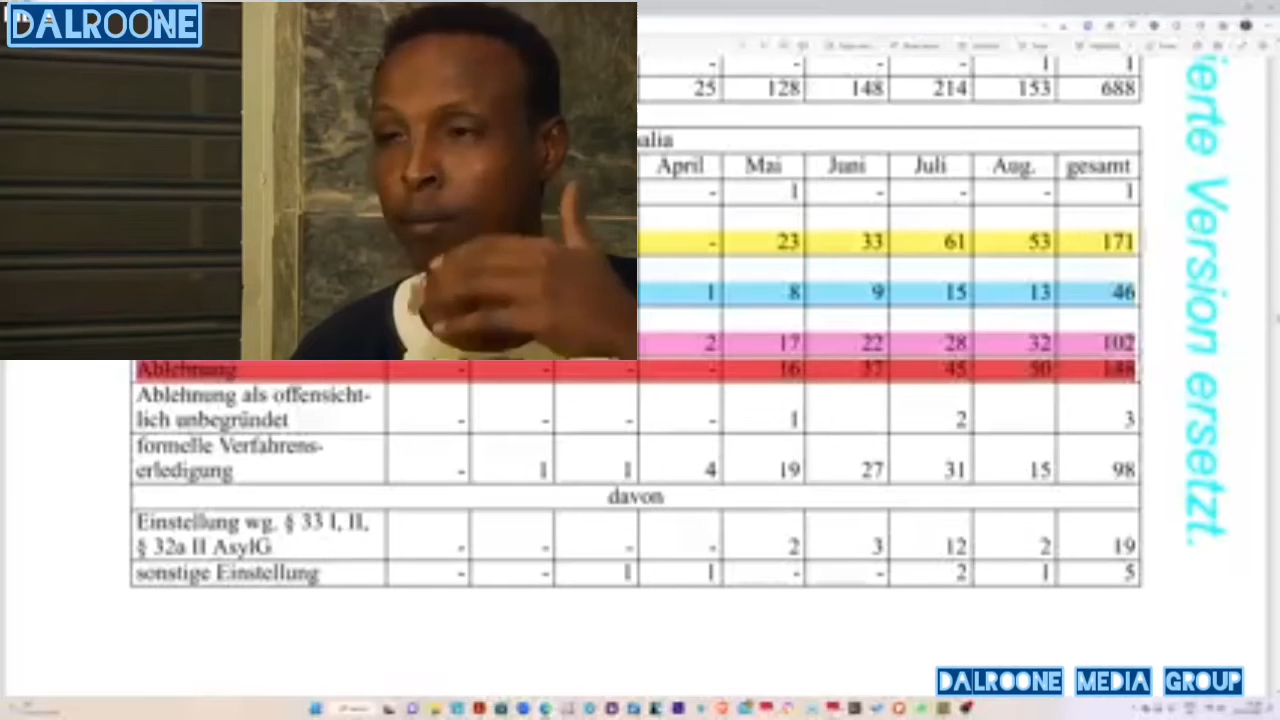 DALROONE
- 1
25 128 148 214 153 688
alia
April Mai Juni Juli Aug. gesamt
- 1 - - - 1
- 23 33 61 53 171
1 8 9 15 13 46
2 17 22 28 32 102
Ablehnung - - - - 16 37 45 50 148
Ablehnung als offensicht-
lich unbegründet - - - - 1 2 3
formelle Verfahrens-
erledigung - 1 1 4 19 27 31 15 98
davon
Einstellung wg. § 33 I, II,
§ 32a II AsylG - - - - 2 3 12 2 19
sonstige Einstellung - - 1 1 - - 2 1 5
ierte Version ersetzt.
DALROONE MEDIA GROUP